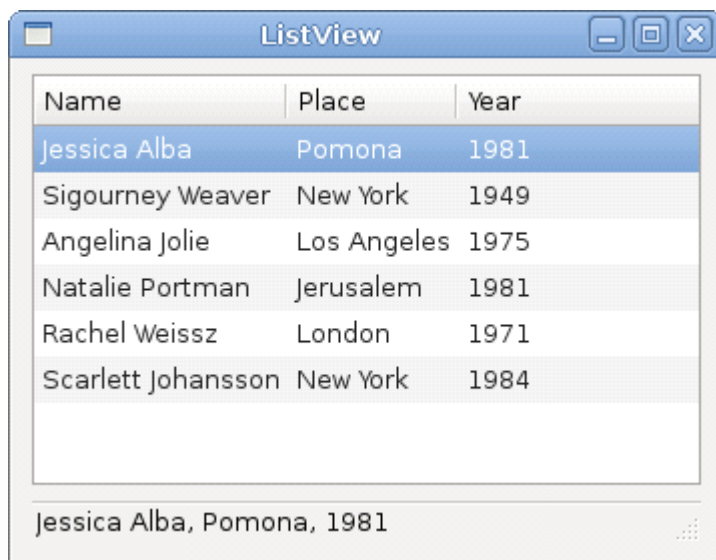 ListView
Name Place Year
Jessica Alba Pomona 1981
Sigourney Weaver New York 1949
Angelina Jolie Los Angeles 1975
Natalie Portman Jerusalem 1981
Rachel Weissz London 1971
Scarlett Johansson New York 1984
Jessica Alba, Pomona, 1981